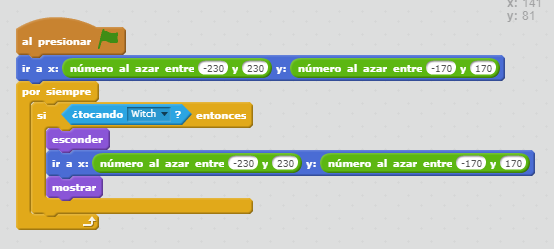 x: 141
y: 81
al presionar
ir a x: número al azar entre -230 y 230 y: número al azar entre -170 y 170
por siempre
si ¿tocando Witch ? entonces
esconder
ir a x: número al azar entre -230 y 230 y: número al azar entre -170 y 170
mostrar